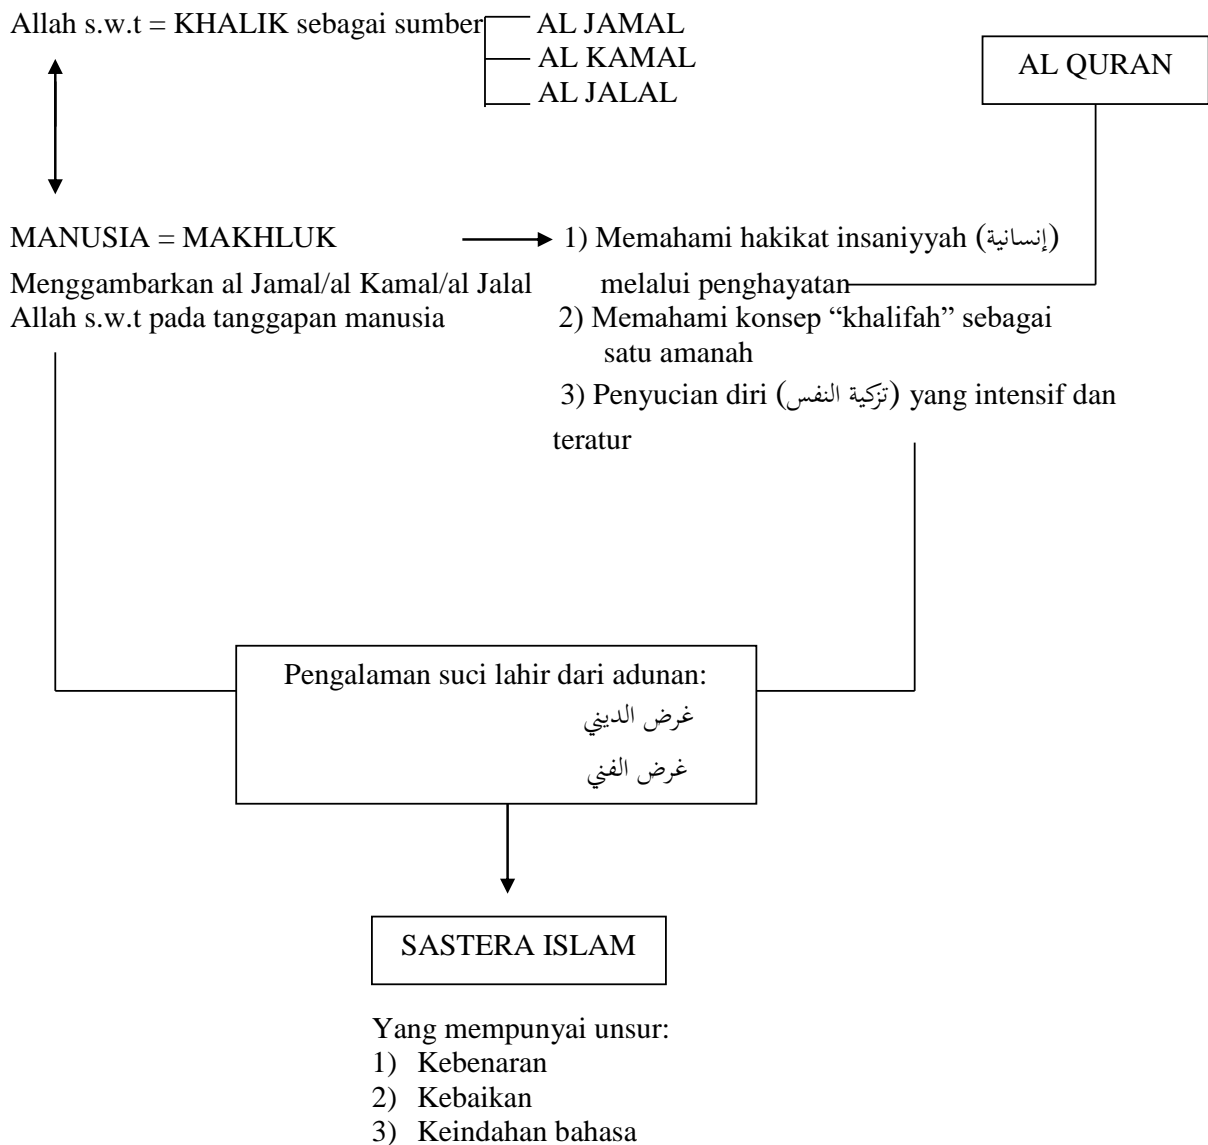 Allah s.w.t = KHALIK sebagai sumber
AL JAMAL
AL KAMAL
AL JALAL
AL QURAN
MANUSIA = MAKHLUK
Menggambarkan al Jamal/al Kamal/al Jalal
Allah s.w.t pada tanggapan manusia
1) Memahami hakikat insaniyyah (إنسانية)
melalui penghayatan
2) Memahami konsep “khalifah” sebagai
satu amanah
3) Penyucian diri (تزكية النفس) yang intensif dan
teratur
Pengalaman suci lahir dari adunan:
غرض الديني
غرض الفني
SASTERA ISLAM
Yang mempunyai unsur:
1) Kebenaran
2) Kebaikan
3) Keindahan bahasa